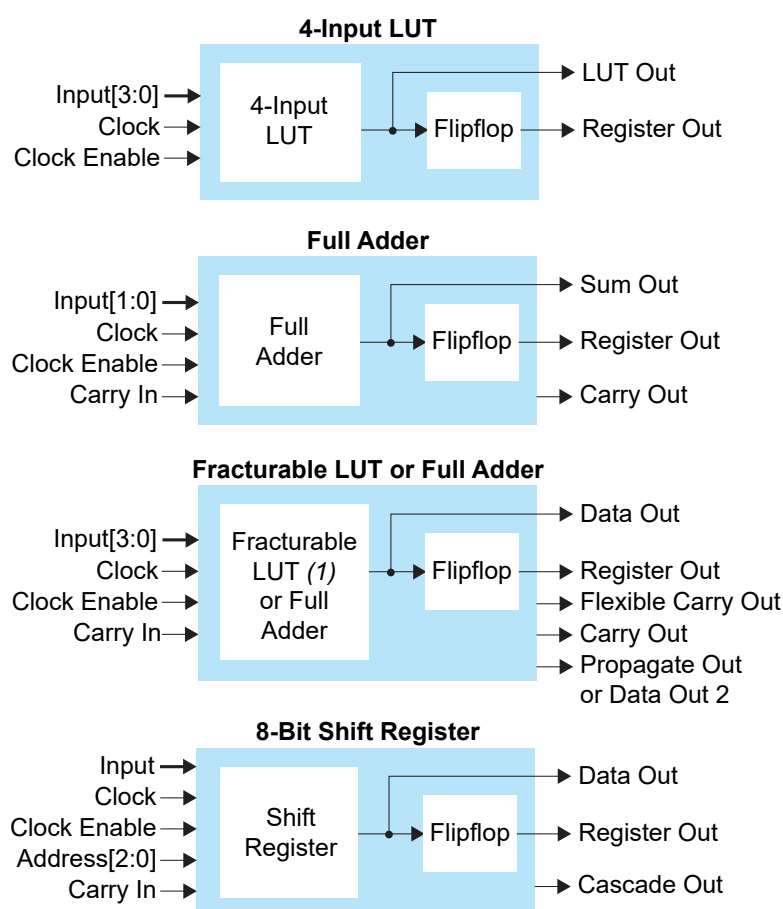 4-Input LUT
Input[3:0]
Clock
Clock Enable
4-Input
LUT
Flipflop
LUT Out
Register Out
Full Adder
Input[1:0]
Clock
Clock Enable
Carry In
Full
Adder
Flipflop
Sum Out
Register Out
Carry Out
Fracturable LUT or Full Adder
Input[3:0]
Clock
Clock Enable
Carry In
Fracturable
LUT (1)
or Full
Adder
Flipflop
Data Out
Register Out
Flexible Carry Out
Carry Out
Propagate Out
or Data Out 2
8-Bit Shift Register
Input
Clock
Clock Enable
Address[2:0]
Carry In
Shift
Register
Flipflop
Data Out
Register Out
Cascade Out